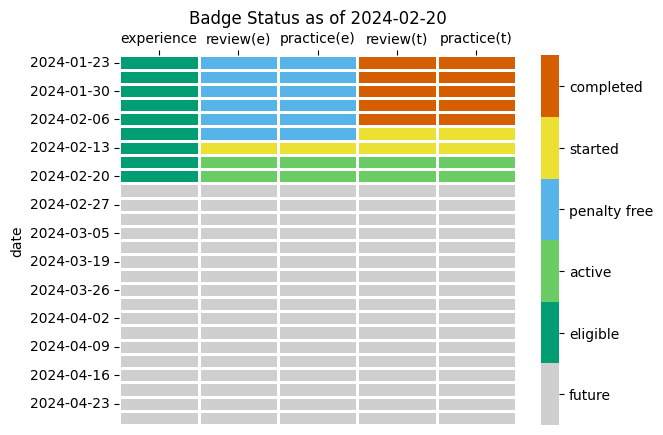 Badge Status as of 2024-02-20
experience review(e) practice(e) review(t) practice(t)
2024-01-23
2024-01-30
2024-02-06
2024-02-13
2024-02-20
2024-02-27
2024-03-05
2024-03-19
2024-03-26
2024-04-02
2024-04-09
2024-04-16
2024-04-23
date
completed
started
penalty free
active
eligible
future